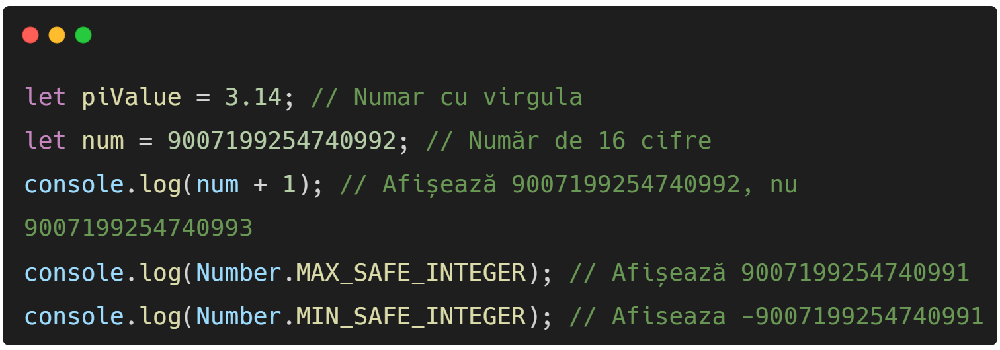 let piValue = 3.14; // Numar cu virgula
let num = 9007199254740992; // Număr de 16 cifre
console.log(num + 1); // Afișează 9007199254740992, nu
9007199254740993
console.log(Number.MAX_SAFE_INTEGER); // Afișează 9007199254740991
console.log(Number.MIN_SAFE_INTEGER); // Afiseaza -9007199254740991